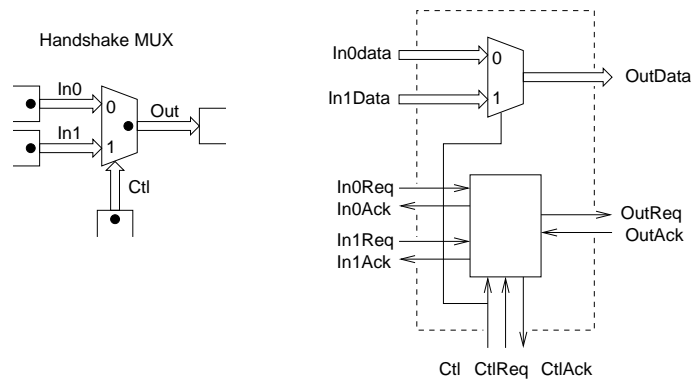 Handshake MUX
In0
In1
0
1
Out
Ctl
In0data
In1Data
0
1
OutData
In0Req
In0Ack
In1Req
In1Ack
OutReq
OutAck
Ctl CtlReq CtlAck